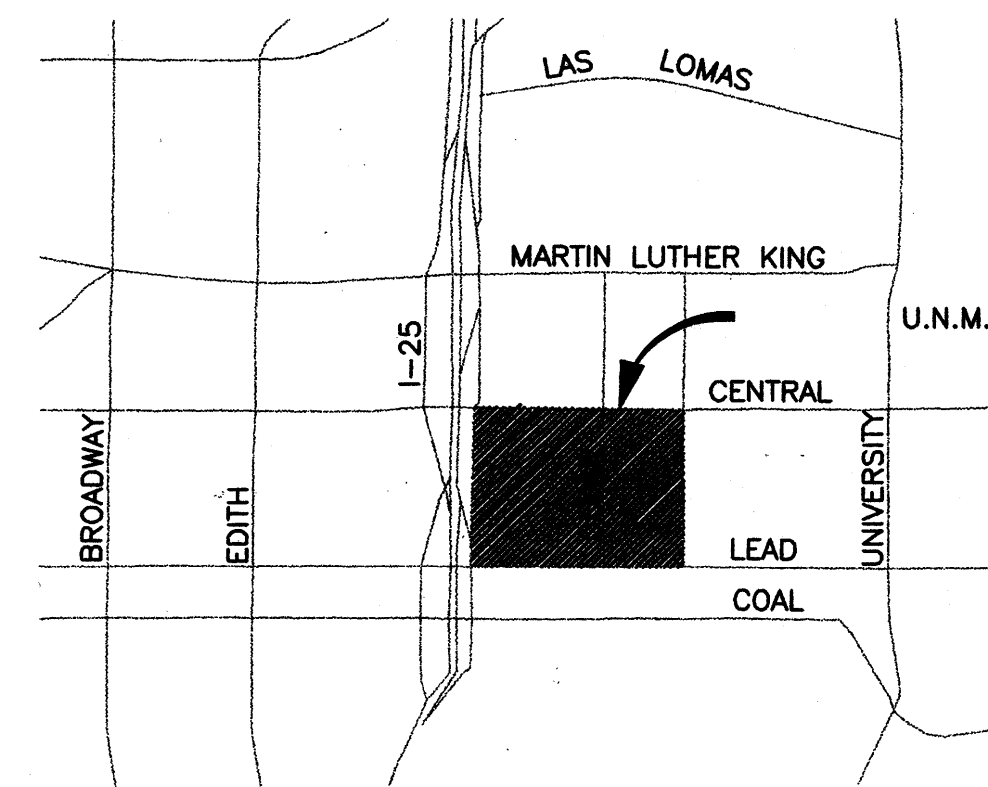 LAS LOMAS
MARTIN LUTHER KING
U.N.M.
I-25
CENTRAL
BROADWAY
EDITH
UNIVERSITY
LEAD
COAL